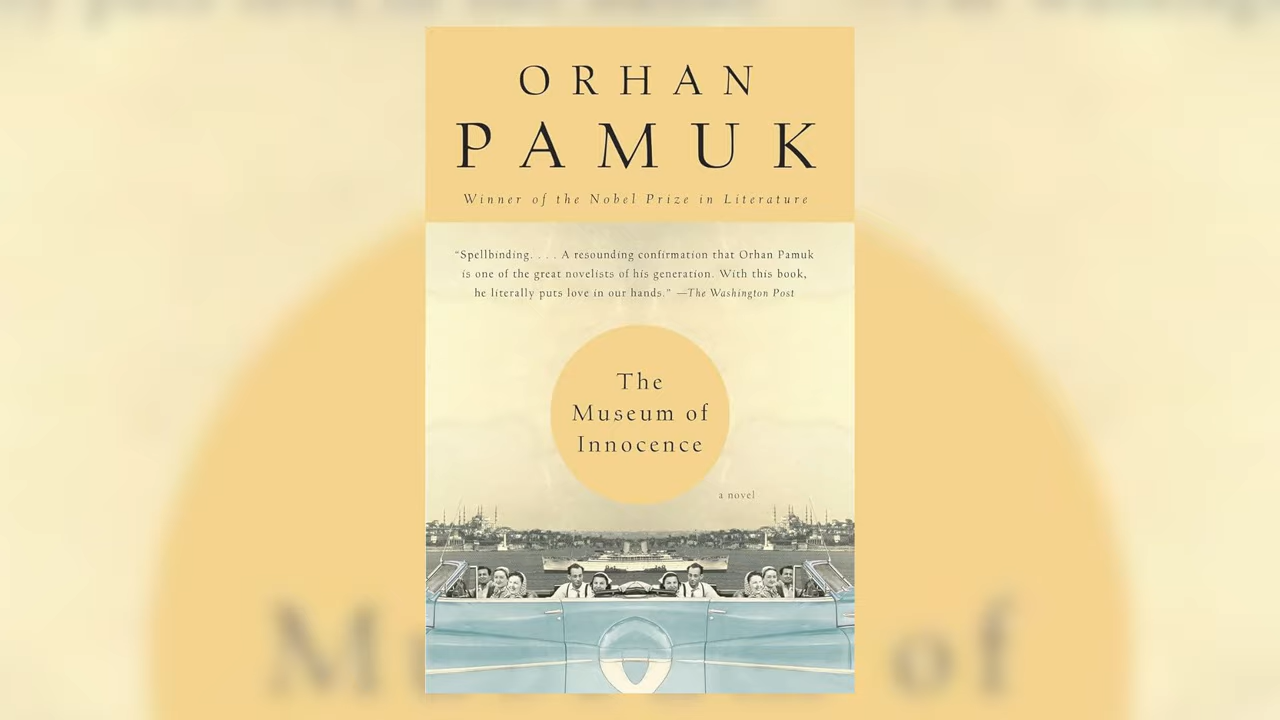 ORHAN
PAMUK
Winner of the Nobel Prize in Literature
“Spellbinding. . . . A resounding confirmation that Orhan Pamuk
is one of the great novelists of his generation. With this book,
he literally puts love in our hands.” —The Washington Post
The
Museum of
Innocence
a novel
M
of